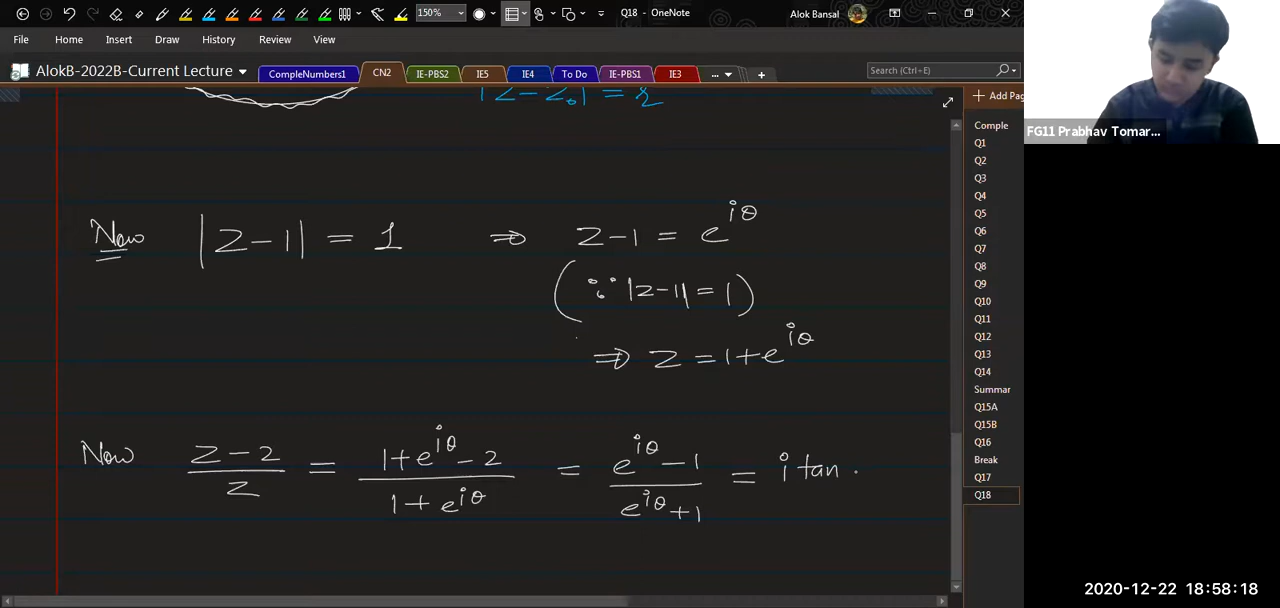 150% Q18 - OneNote Alok Bansal
File Home Insert Draw History Review View
AlokB-2022B-Current Lecture CompleNumbers1 CN2 IE-PBS2 IE5 IE4 To Do IE-PBS1 IE3 ... + Search (Ctrl+E)
|z - z₀| = r
Now |z-1| = 1 ⇒ z-1 = e^{iθ}
(∵ |z-1| = 1)
⇒ z = 1+e^{iθ}
Now (z-2)/z = (1+e^{iθ}-2)/(1+e^{iθ}) = (e^{iθ}-1)/(e^{iθ}+1) = i tan
+ Add Pag
Comple
Q1
Q2
Q3
Q4
Q5
Q6
Q7
Q8
Q9
Q10
Q11
Q12
Q13
Q14
Summar
Q15A
Q15B
Q16
Break
Q17
Q18
FG11 Prabhav Tomar...
2020-12-22 18:58:18